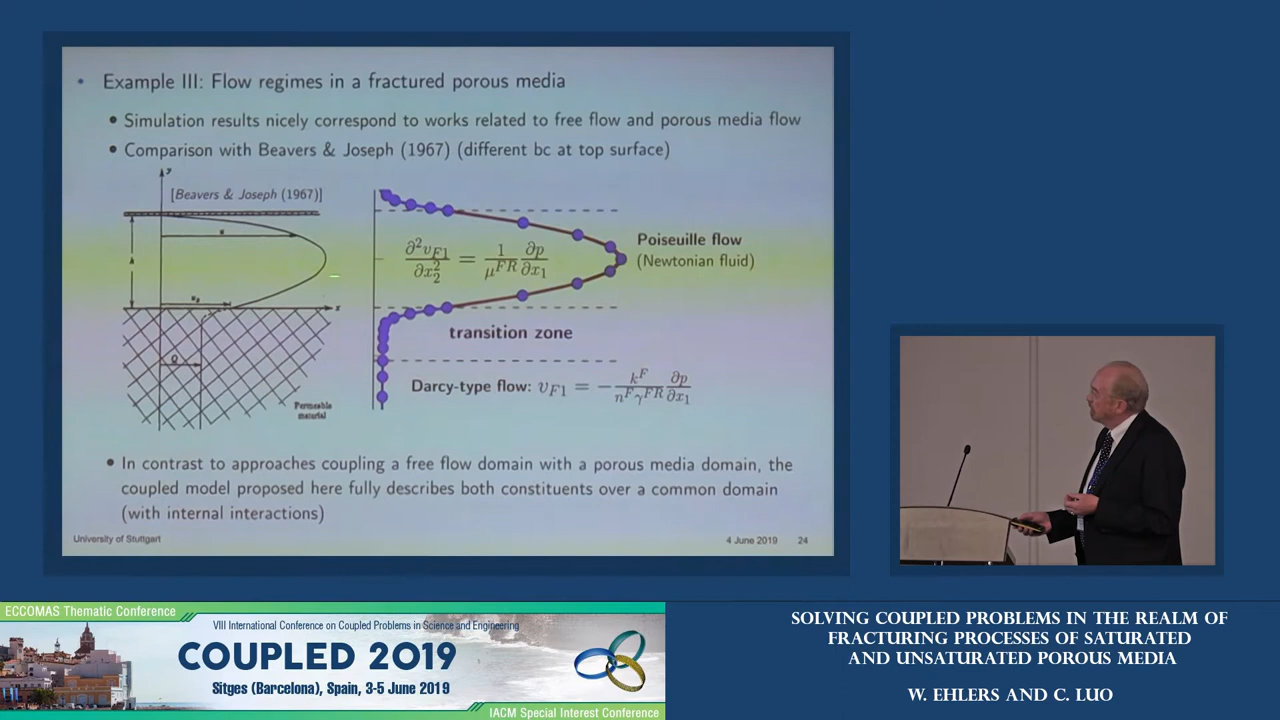 • Example III: Flow regimes in a fractured porous media
• Simulation results nicely correspond to works related to free flow and porous media flow
• Comparison with Beavers & Joseph (1967) (different bc at top surface)
y
[Beavers & Joseph (1967)]
u
x
Q
Permeable
material
∂²v_F1/∂x₂² = 1/μ^FR ∂p/∂x₁
Poiseuille flow
(Newtonian fluid)
transition zone
Darcy-type flow: v_F1 = − k^F/(n^F γ^FR) ∂p/∂x₁
• In contrast to approaches coupling a free flow domain with a porous media domain, the
coupled model proposed here fully describes both constituents over a common domain
(with internal interactions)
University of Stuttgart
4 June 2019 24
ECCOMAS Thematic Conference
VIII International Conference on Coupled Problems in Science and Engineering
COUPLED 2019
Sitges (Barcelona), Spain, 3-5 June 2019
IACM Special Interest Conference
SOLVING COUPLED PROBLEMS IN THE REALM OF
FRACTURING PROCESSES OF SATURATED
AND UNSATURATED POROUS MEDIA
W. EHLERS AND C. LUO